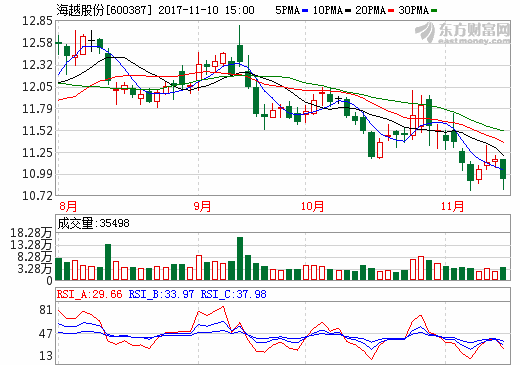 海越股份[600387] 2017-11-10 15:00 5PMA 10PMA 20PMA 30PMA
东方财富网
eastmoney.com
12.85
12.58
12.32
12.05
11.79
11.52
11.25
10.99
10.72
8月 9月 10月 11月
成交量:35498
18.28万
13.28万
8.28万
3.28万
RSI_A:29.66 RSI_B:33.97 RSI_C:37.98
81
47
13